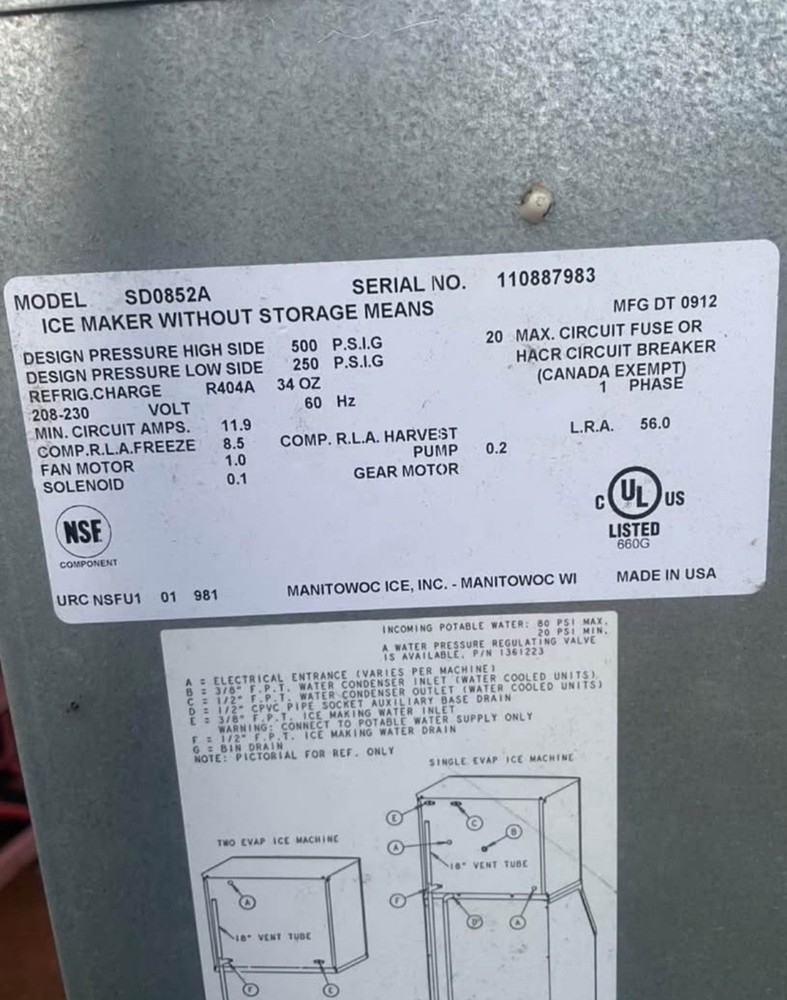 MODEL SD0852A SERIAL NO. 110887983
ICE MAKER WITHOUT STORAGE MEANS MFG DT 0912
DESIGN PRESSURE HIGH SIDE 500 P.S.I.G
DESIGN PRESSURE LOW SIDE 250 P.S.I.G
REFRIG.CHARGE R404A 34 OZ
208-230 VOLT 60 Hz
MIN. CIRCUIT AMPS. 11.9
COMP.R.L.A.FREEZE 8.5 COMP. R.L.A. HARVEST
FAN MOTOR 1.0 PUMP 0.2
SOLENOID 0.1 GEAR MOTOR
20 MAX. CIRCUIT FUSE OR
HACR CIRCUIT BREAKER
(CANADA EXEMPT)
1 PHASE
L.R.A. 56.0
NSF
COMPONENT
C UL US
LISTED
660G
URC NSFU1 01 981 MANITOWOC ICE, INC. - MANITOWOC WI MADE IN USA
INCOMING POTABLE WATER: 80 PSI MAX.
20 PSI MIN.
A WATER PRESSURE REGULATING VALVE
IS AVAILABLE, P/N 1361223
A = ELECTRICAL ENTRANCE (VARIES PER MACHINE)
B = 3/8" F.P.T. WATER CONDENSER INLET (WATER COOLED UNITS)
C = 1/2" F.P.T. WATER CONDENSER OUTLET (WATER COOLED UNITS)
D = 1/2" CPVC PIPE SOCKET AUXILIARY BASE DRAIN
E = 3/8" F.P.T. ICE MAKING WATER INLET
WARNING: CONNECT TO POTABLE WATER SUPPLY ONLY
F = 1/2" F.P.T. ICE MAKING WATER DRAIN
G = BIN DRAIN
NOTE: PICTORIAL FOR REF. ONLY
SINGLE EVAP ICE MACHINE
E
C
B
A
18" VENT TUBE
F
D
A
TWO EVAP ICE MACHINE
A
18" VENT TUBE
F
E